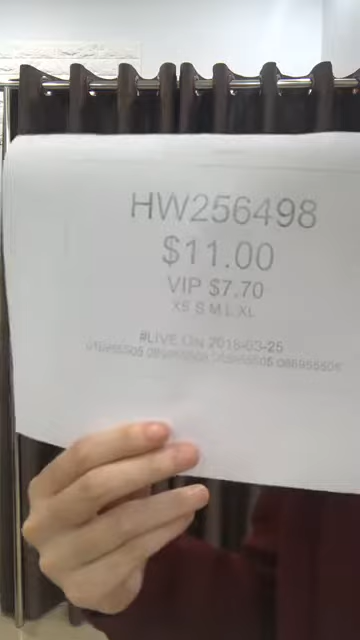 HW256498
$11.00
VIP $7.70
XS S M L XL
#LIVE ON 2018-03-25